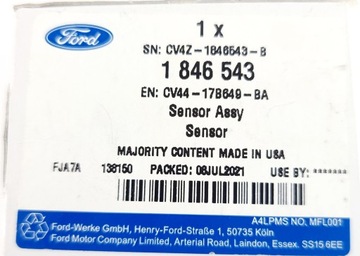 Ford
1 x
SN: CV4Z-1846543-B
1 846 543
EN: CV44-17B649-BA
Sensor Assy
Sensor
MAJORITY CONTENT MADE IN USA
FJA7A 138150 PACKED: 08JUL2021 USE BY: *******
A4LPMS NO. MFL001
Ford-Werke GmbH, Henry-Ford-Straße 1, 50735 Köln
Ford Motor Company Limited, Arterial Road, Laindon, Essex. SS15 6EE